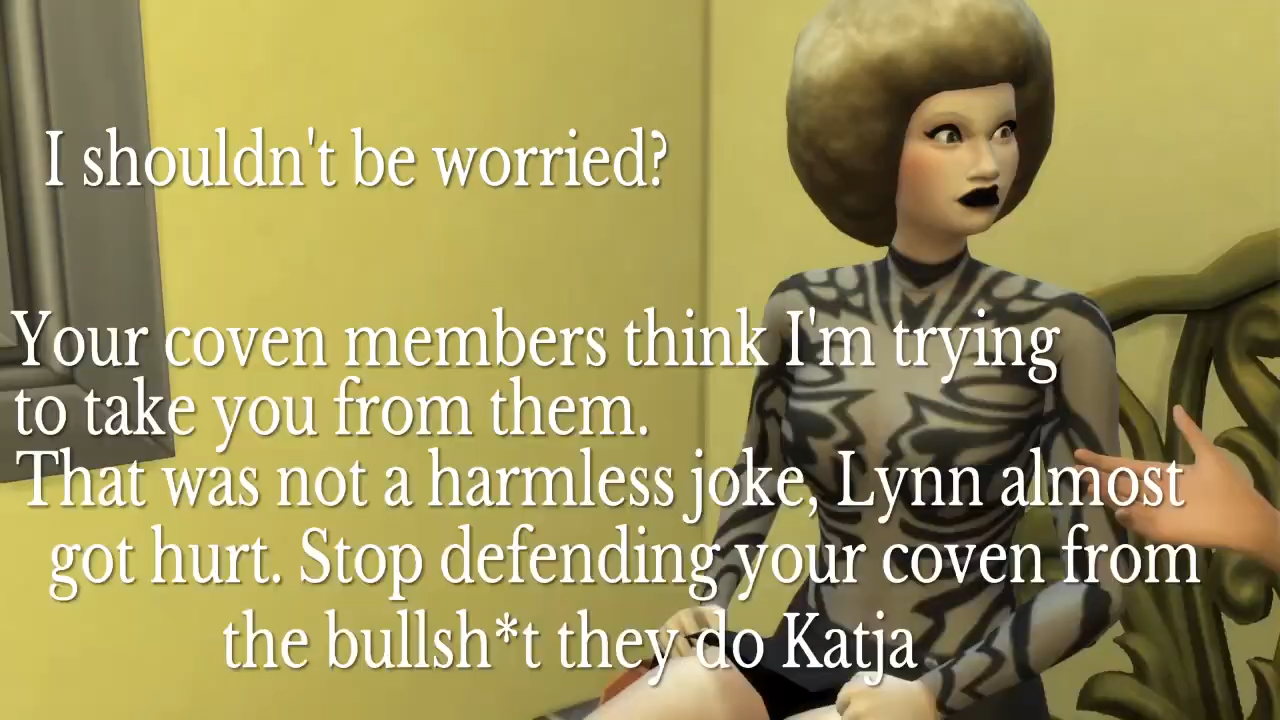 I shouldn't be worried?
Your coven members think I'm trying
to take you from them.
That was not a harmless joke, Lynn almost
got hurt. Stop defending your coven from
the bullsh*t they do Katja